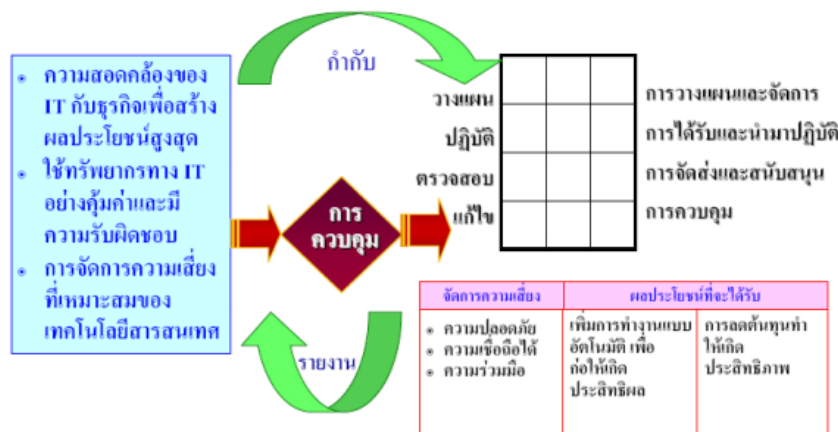 ความสอดคล้องของ
IT กับธุรกิจเพื่อสร้าง
ผลประโยชน์สูงสุด
ใช้ทรัพยากรทาง IT
อย่างคุ้มค่าและมี
ความรับผิดชอบ
การจัดการความเสี่ยง
ที่เหมาะสมของ
เทคโนโลยีสารสนเทศ
กำกับ
การ
ควบคุม
รายงาน
วางแผน
ปฏิบัติ
ตรวจสอบ
แก้ไข
การวางแผนและจัดการ
การได้รับและนำมาปฏิบัติ
การจัดส่งและสนับสนุน
การควบคุม
จัดการความเสี่ยง
ความปลอดภัย
ความเชื่อถือได้
ความร่วมมือ
ผลประโยชน์ที่จะได้รับ
เพิ่มการทำงานแบบ
อัตโนมัติ เพื่อ
ก่อให้เกิด
ประสิทธิผล
การลดต้นทุนทำ
ให้เกิด
ประสิทธิภาพ